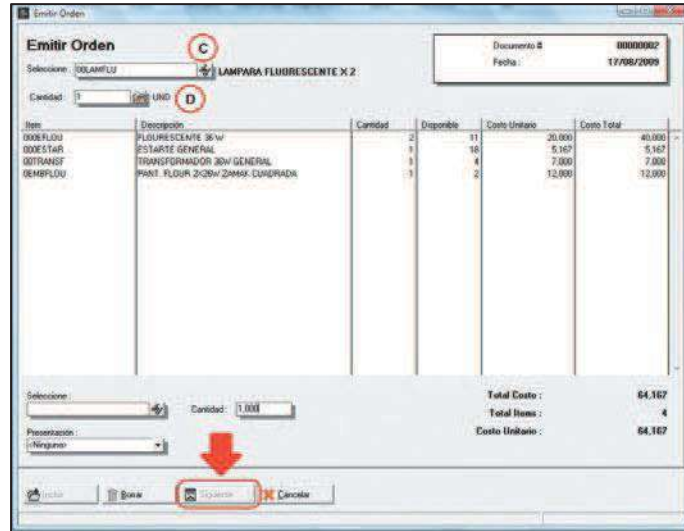 Emitir Orden
Emitir Orden
C
Documento # 00000002
Seleccione: 00LAMFLU LAMPARA FLUORESCENTE X 2
Fecha : 17/08/2009
Cantidad: 1 UND D
Item Descripción Cantidad Disponible Costo Unitario Costo Total
000EFLOU FLOURESCENTE 36 W 2 11 20,000 40,000
000ESTAR ESTARTE GENERAL 1 18 5,167 5,167
00TRANSF TRANSFORMADOR 36W GENERAL 1 4 7,000 7,000
0EMBFLOU PANT. FLOUR 2X26W ZAMAK CUADRADA 1 2 12,000 12,000
Seleccione :
Cantidad: 1,000
Presentación :
<Ninguno>
Total Costo : 64,167
Total Items : 4
Costo Unitario : 64,167
Incluir Borrar Siguiente Cancelar